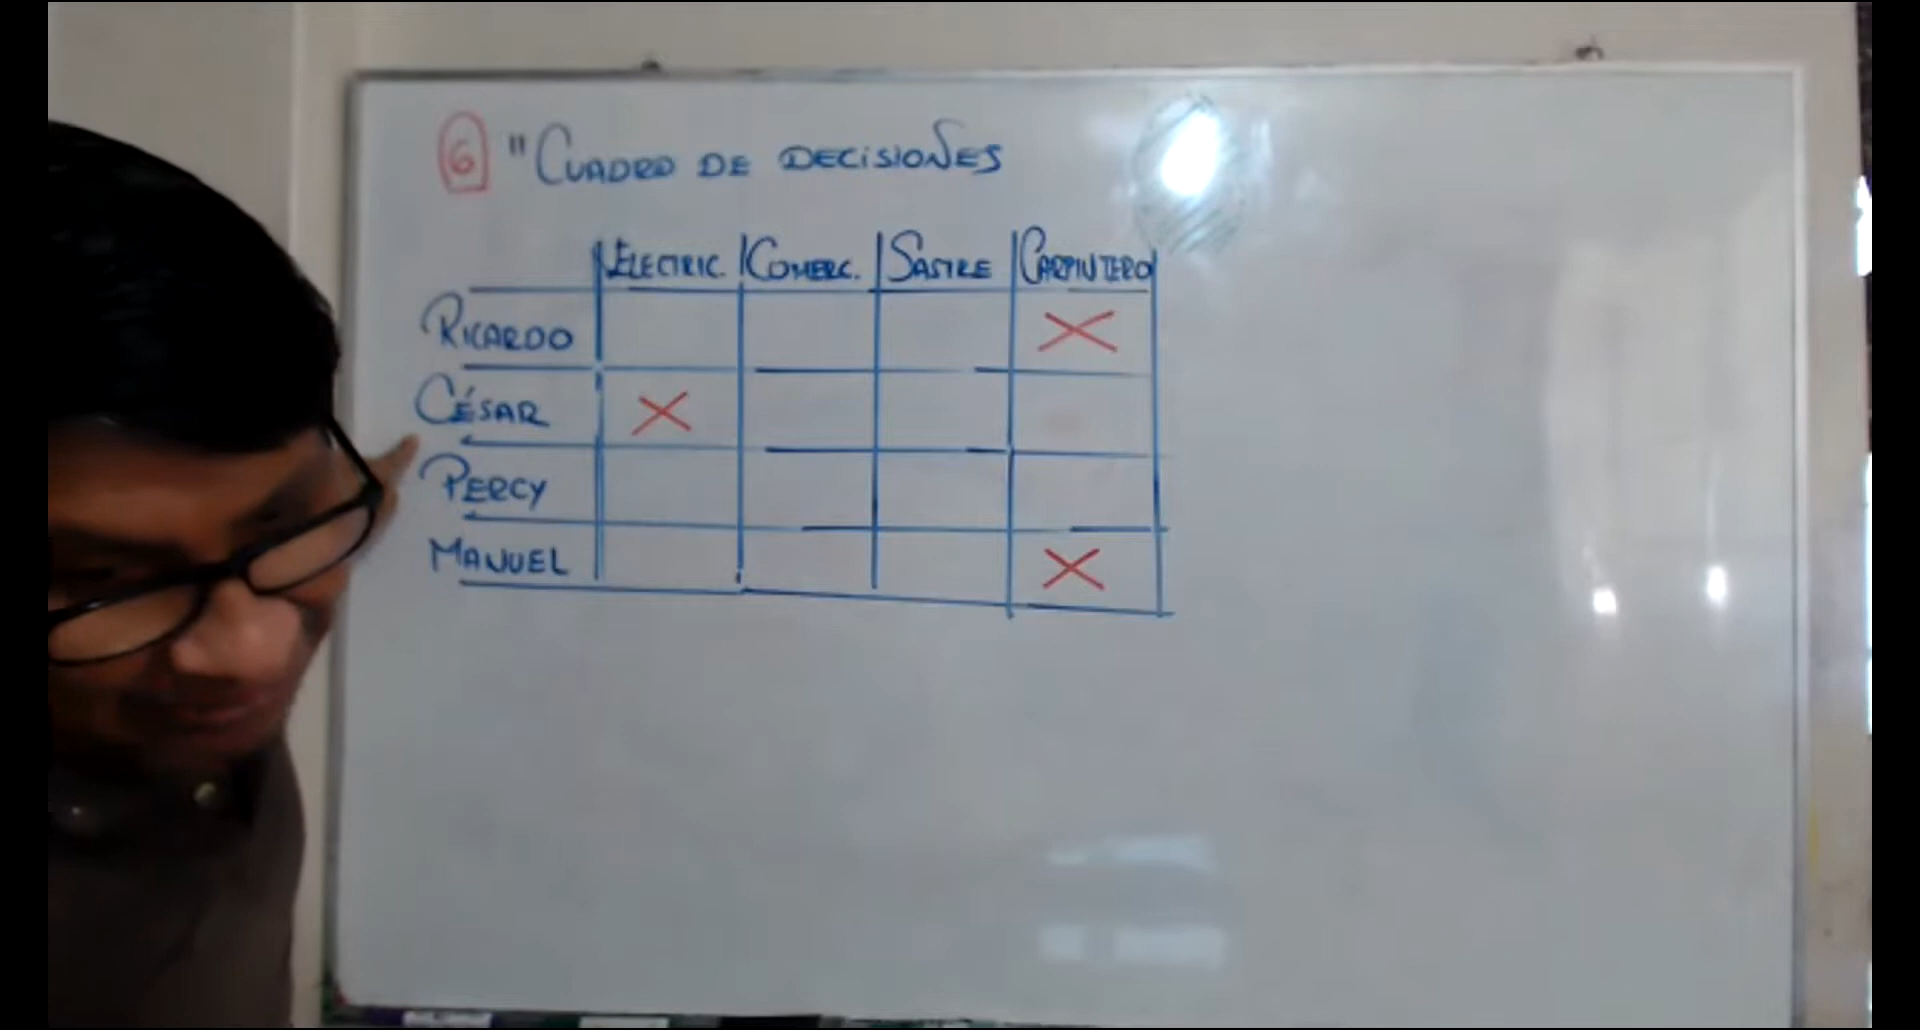 6 "CUADRO DE DECISIONES
ELECTRIC. COMERC. SASTRE CARPINTERO
RICARDO X
CÉSAR X
PERCY
MANUEL X